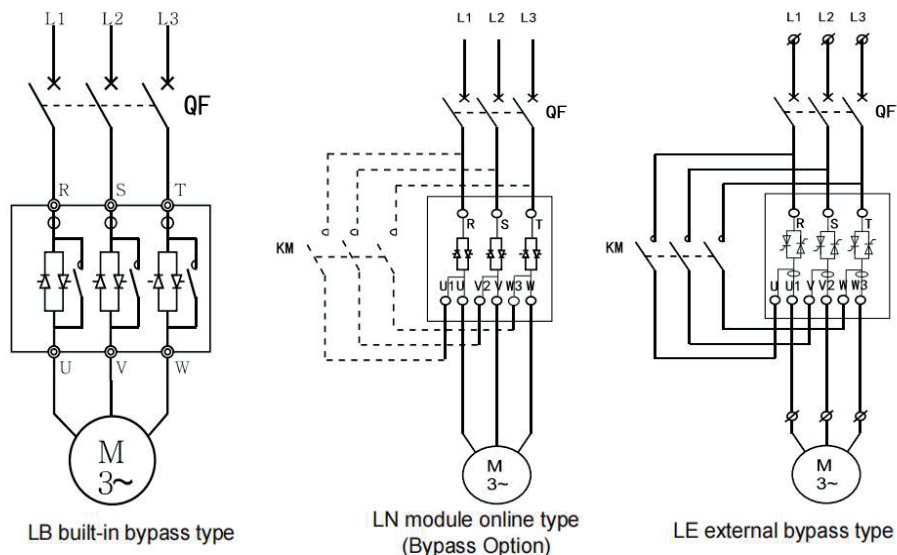 L1 L2 L3
QF
R S T
U V W
M
3~
LB built-in bypass type
L1 L2 L3
QF
KM
R S T
U1 U V2 V W3 W
M
3~
LN module online type
(Bypass Option)
L1 L2 L3
QF
KM
R S T
U U1 V V2 W W3
M
3~
LE external bypass type